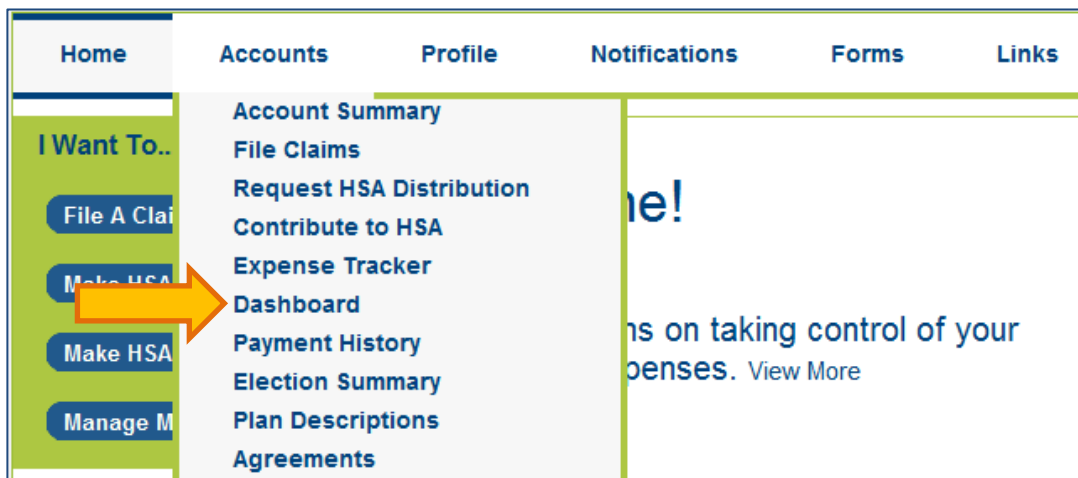 Home Accounts Profile Notifications Forms Links
I Want To..
File A Clai
Make HSA
Make HSA
Manage M
Account Summary
File Claims
Request HSA Distribution
Contribute to HSA
Expense Tracker
Dashboard
Payment History
Election Summary
Plan Descriptions
Agreements
ne!
ns on taking control of your
penses. View More